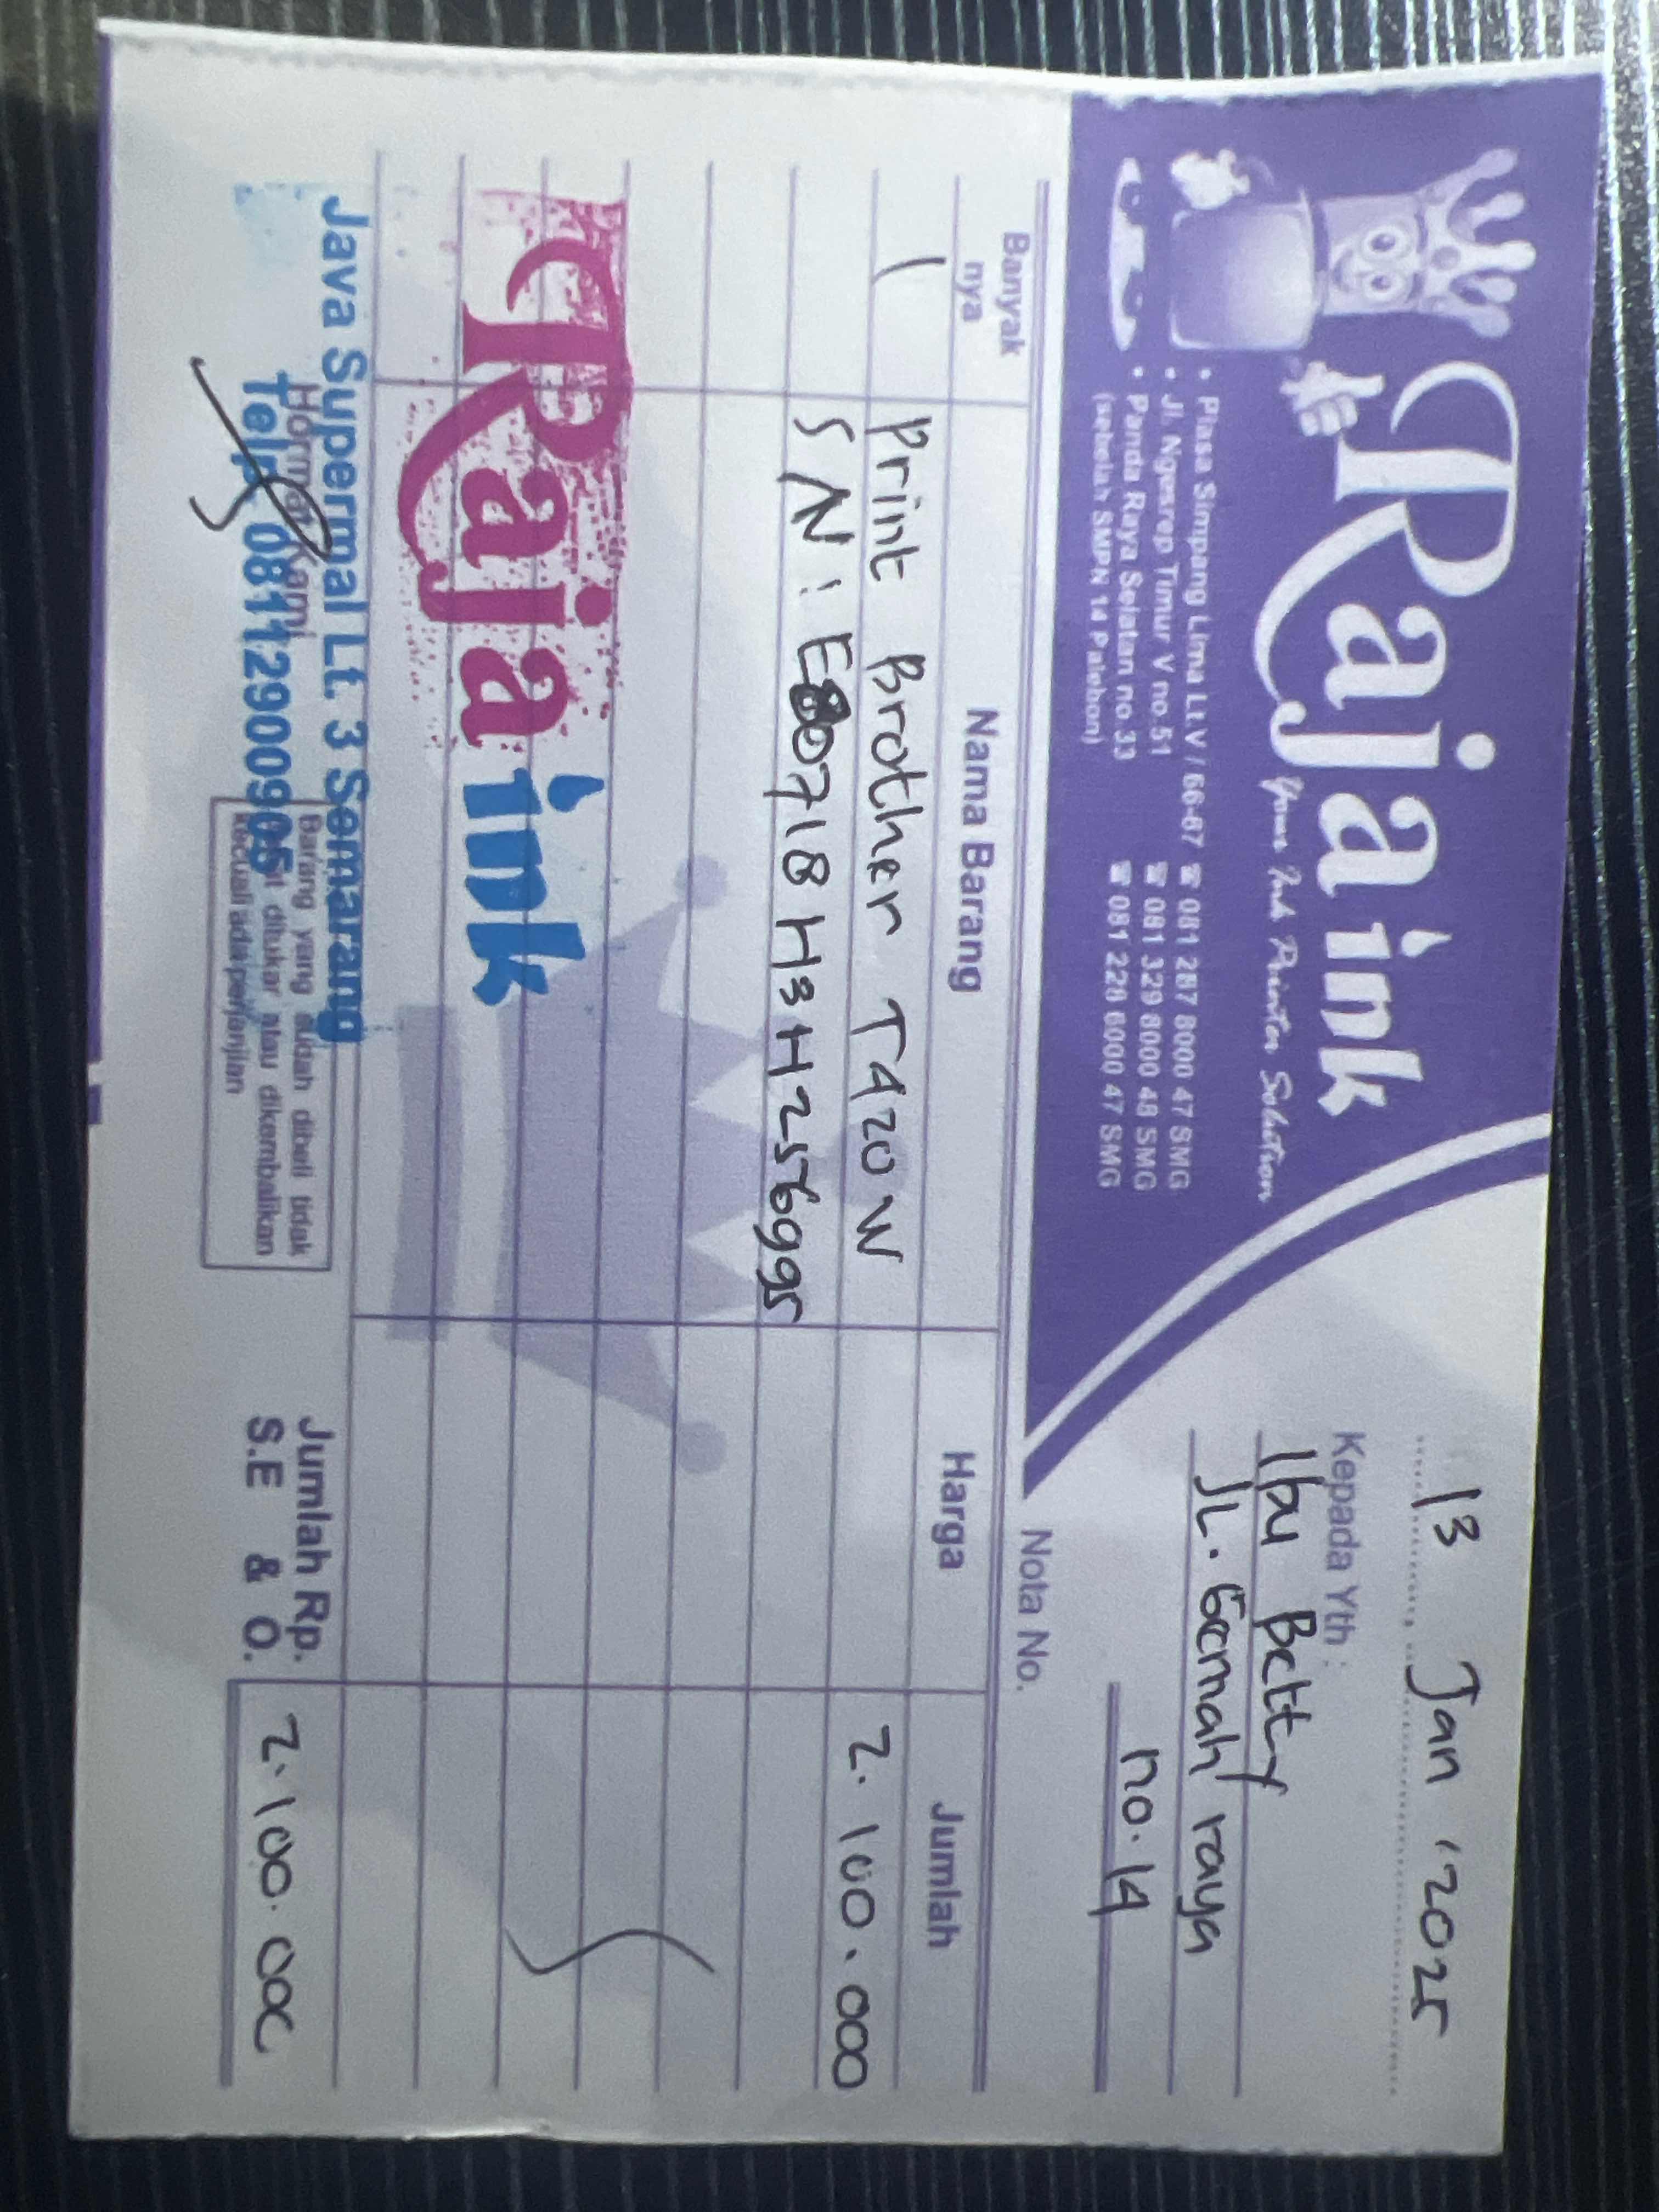 Raja ink
Your Ink Printer Solution
• Plasa Simpang Lima Lt.V / 66-67 ☎ 081 287 8000 47 SMG
• Jl. Ngesrep Timur V no.51 ☎ 081 329 8000 48 SMG
• Panda Raya Selatan no.33 ☎ 081 228 6000 47 SMG
(sebelah SMPN 14 Palebon)
13 Jan '2025
Kepada Yth :
Ibu Betty
JL. Gemah raya
no.14
Nota No.
Banyak nya Nama Barang Harga Jumlah
1 Print Brother T420W 2.100.000
SN : E80718H3H256995
Raja ink
Java Supermal Lt 3 Semarang
Telp 08112900905
Hormat Kami,
Barang yang sudah dibeli tidak
ditukar atau dikembalikan
kecuali ada perjanjian
Jumlah Rp. 2.100.000
S.E & O.